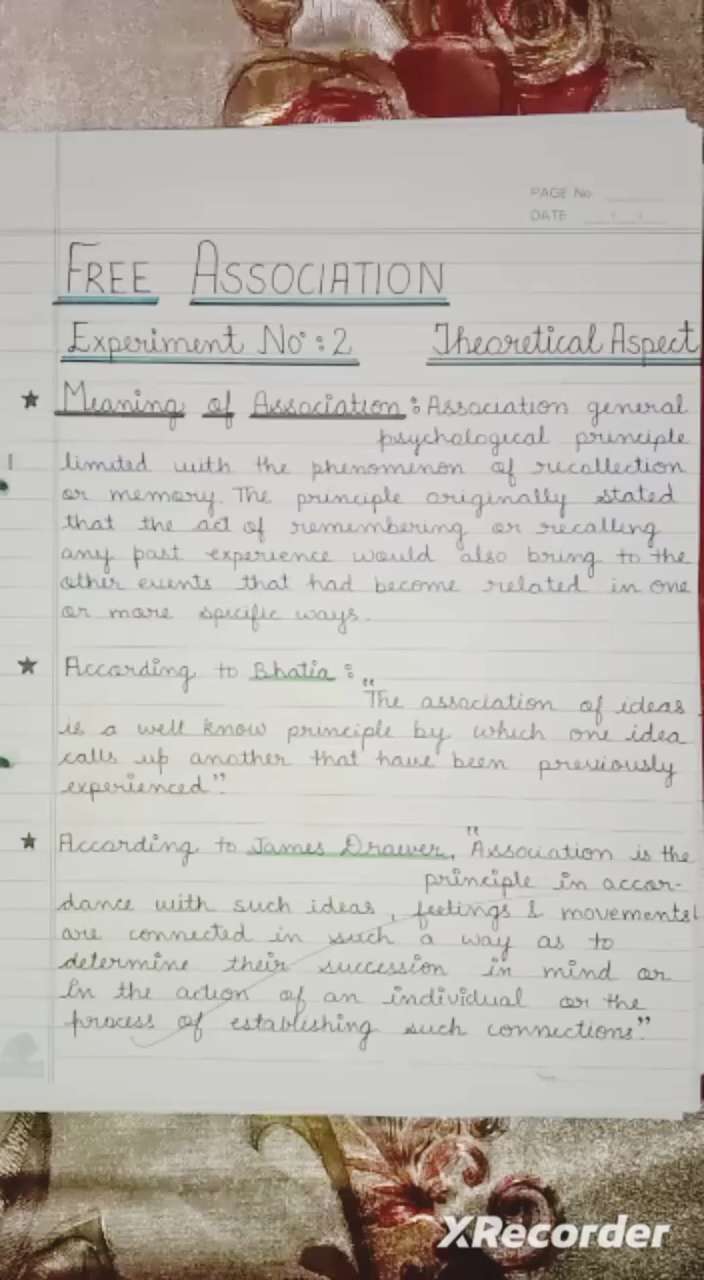 PAGE No
DATE
FREE ASSOCIATION
Experiment No : 2 Theoretical Aspect
★ Meaning of Association : Association general
psychological principle
limited with the phenomenon of recollection
or memory. The principle originally stated
that the act of remembering or recalling
any past experience would also bring to the
other events that had become related in one
or more specific ways.
★ According to Bhatia :
"The association of ideas
is a well know principle by which one idea
calls up another that have been previously
experienced".
★ According to James Drawer, "Association is the
principle in accor-
dance with such ideas, feelings & movements
are connected in such a way as to
determine their succession in mind or
in the action of an individual or the
process of establishing such connections".
XRecorder